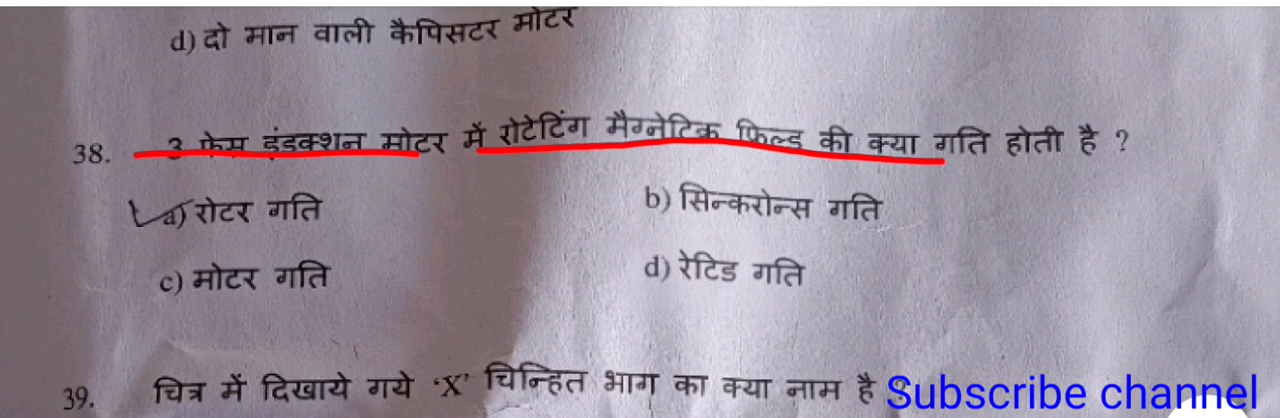 d) दो मान वाली कैपिसटर मोटर
38. 3 फेस इंडक्शन मोटर में रोटेटिंग मैग्नेटिक फिल्ड की क्या गति होती है ?
a) रोटर गति b) सिन्करोन्स गति
c) मोटर गति d) रेटिड गति
39. चित्र में दिखाये गये ‘X’ चिन्हित भाग का क्या नाम है Subscribe channel